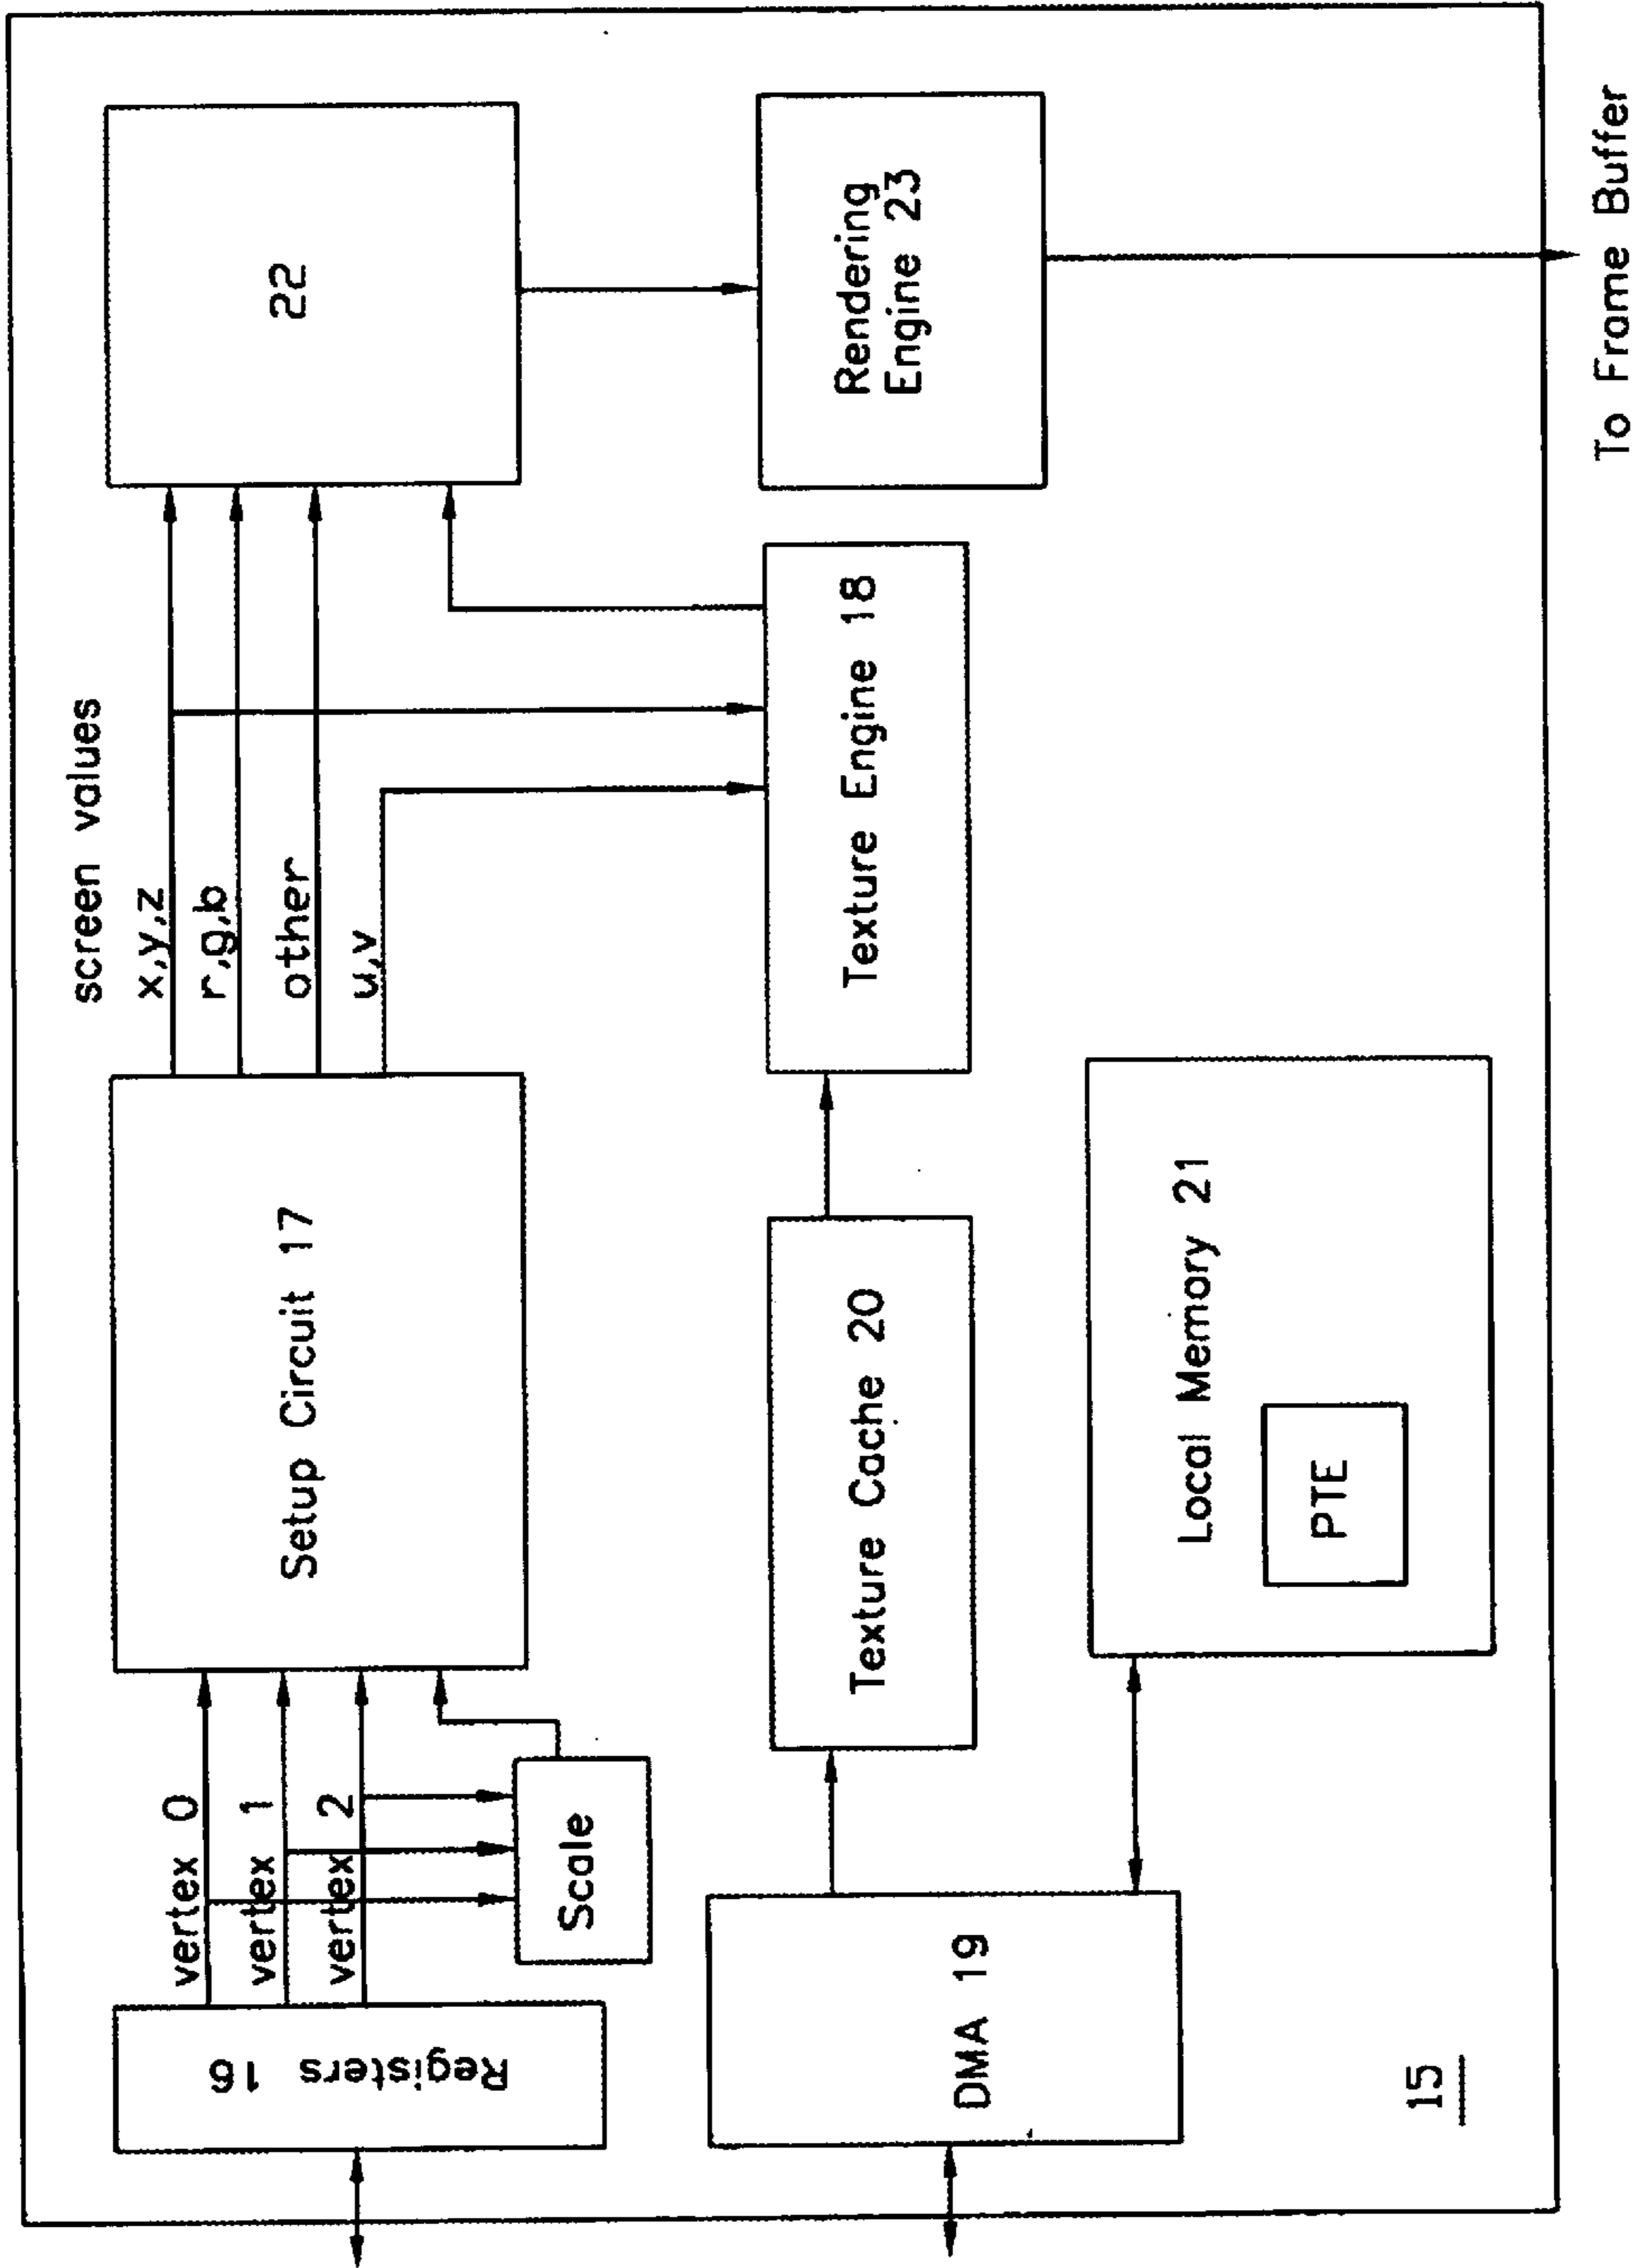 screen values
Registers 16
vertex 0
vertex 1
vertex 2
Scale
Setup Circuit 17
x,y,z
r,g,b
other
u,v
22
DMA 19
Texture Cache 20
Texture Engine 18
Rendering
Engine 23
Local Memory 21
PTE
15
To Frame Buffer